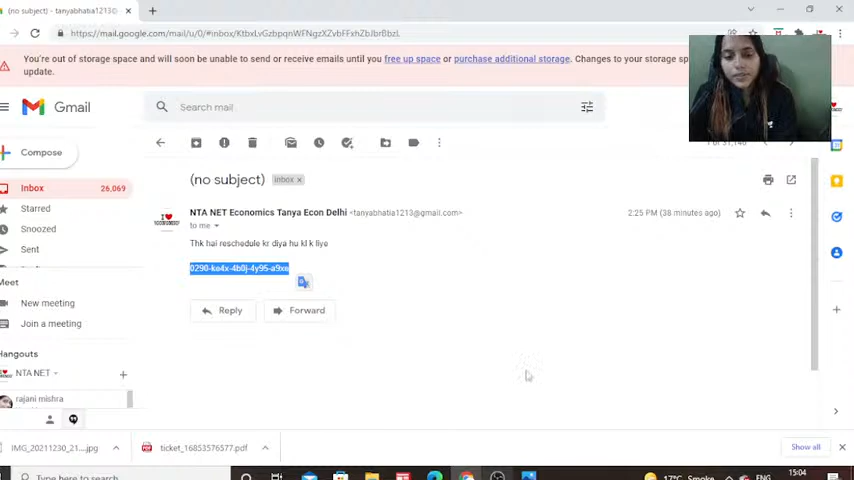 (no subject) - tanyabhatia1213@
https://mail.google.com/mail/u/0/#inbox/KtbxLvGzbpqnWFNgzXZvbFFxhZbJbrBbzL
You're out of storage space and will soon be unable to send or receive emails until you free up space or purchase additional storage. Changes to your storage
update.
Gmail
Search mail
Compose
(no subject)
inbox ×
Inbox 26,069
Starred
Snoozed
Sent
NTA NET Economics Tanya Econ Delhi <tanyabhatia1213@gmail.com>
2:25 PM (38 minutes ago)
to me
Thk hai reschedule kr diya hu kl k liye
0290-ke4x-4b0j-4y95-a9xe
Reply
Forward
Meet
New meeting
Join a meeting
Hangouts
NTA NET
rajani mishra
IMG_20211230_21....jpg
ticket_16853576577.pdf
Show all
Type here to search
17°C Smoke
ENG
15:04